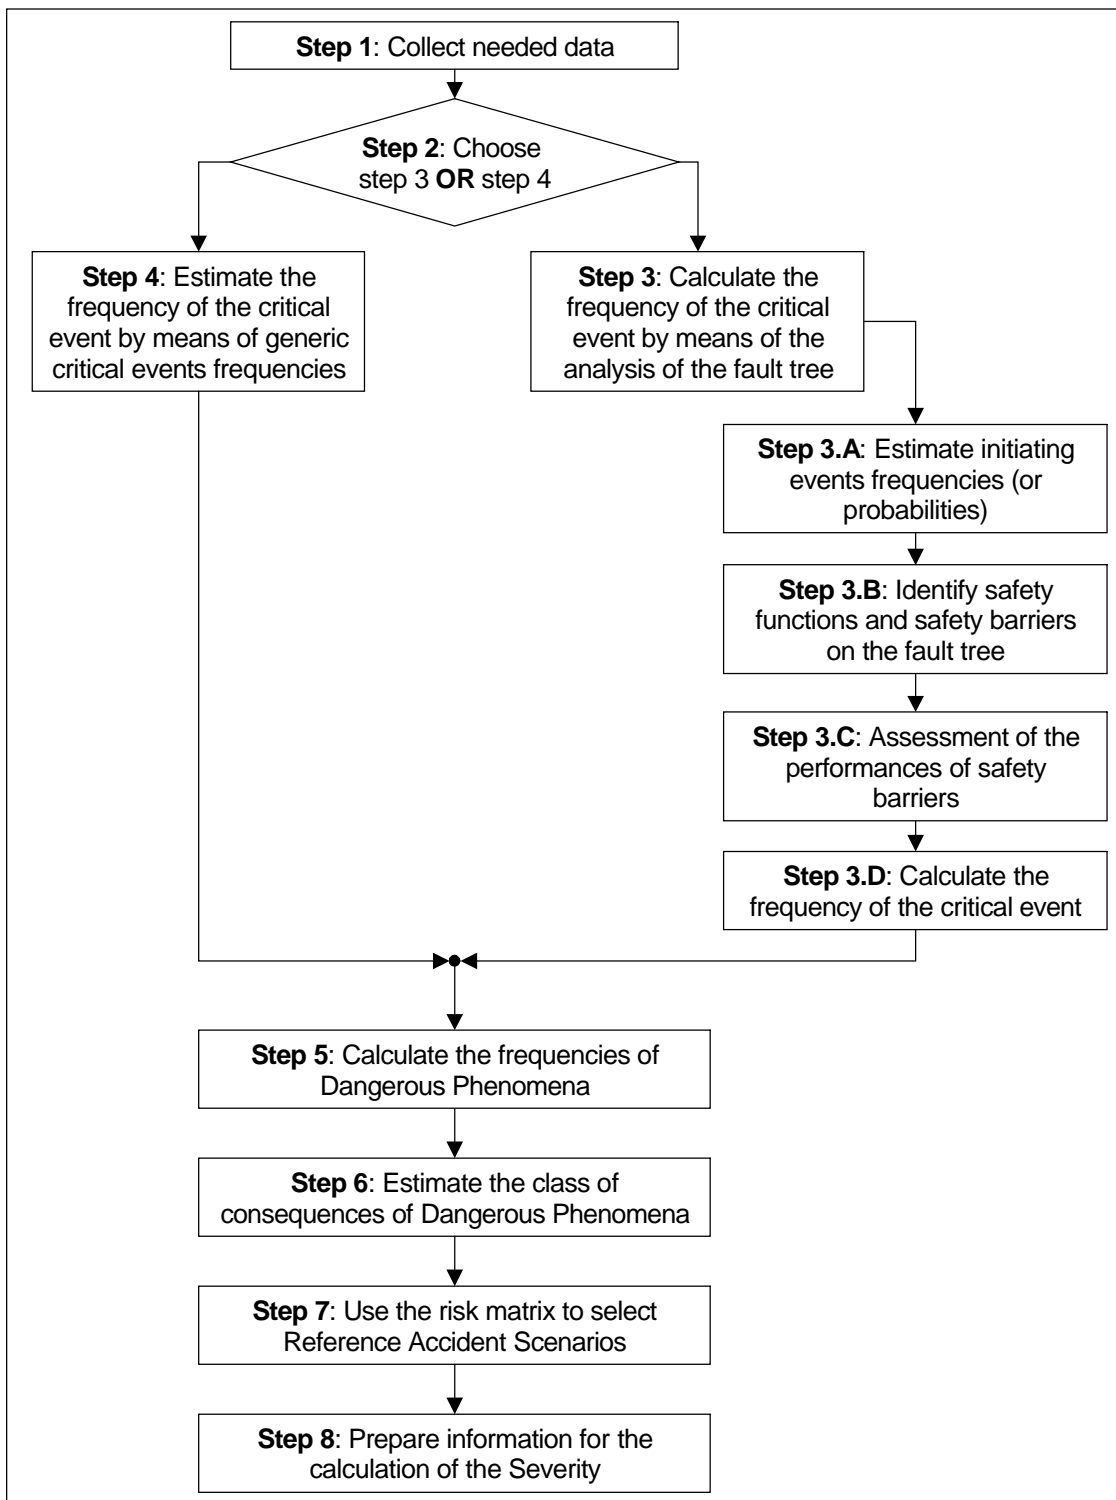 Step 1: Collect needed data
Step 2: Choose
step 3 OR step 4
Step 4: Estimate the
frequency of the critical
event by means of generic
critical events frequencies
Step 3: Calculate the
frequency of the critical
event by means of the
analysis of the fault tree
Step 3.A: Estimate initiating
events frequencies (or
probabilities)
Step 3.B: Identify safety
functions and safety barriers
on the fault tree
Step 3.C: Assessment of the
performances of safety
barriers
Step 3.D: Calculate the
frequency of the critical event
Step 5: Calculate the frequencies of
Dangerous Phenomena
Step 6: Estimate the class of
consequences of Dangerous Phenomena
Step 7: Use the risk matrix to select
Reference Accident Scenarios
Step 8: Prepare information for the
calculation of the Severity